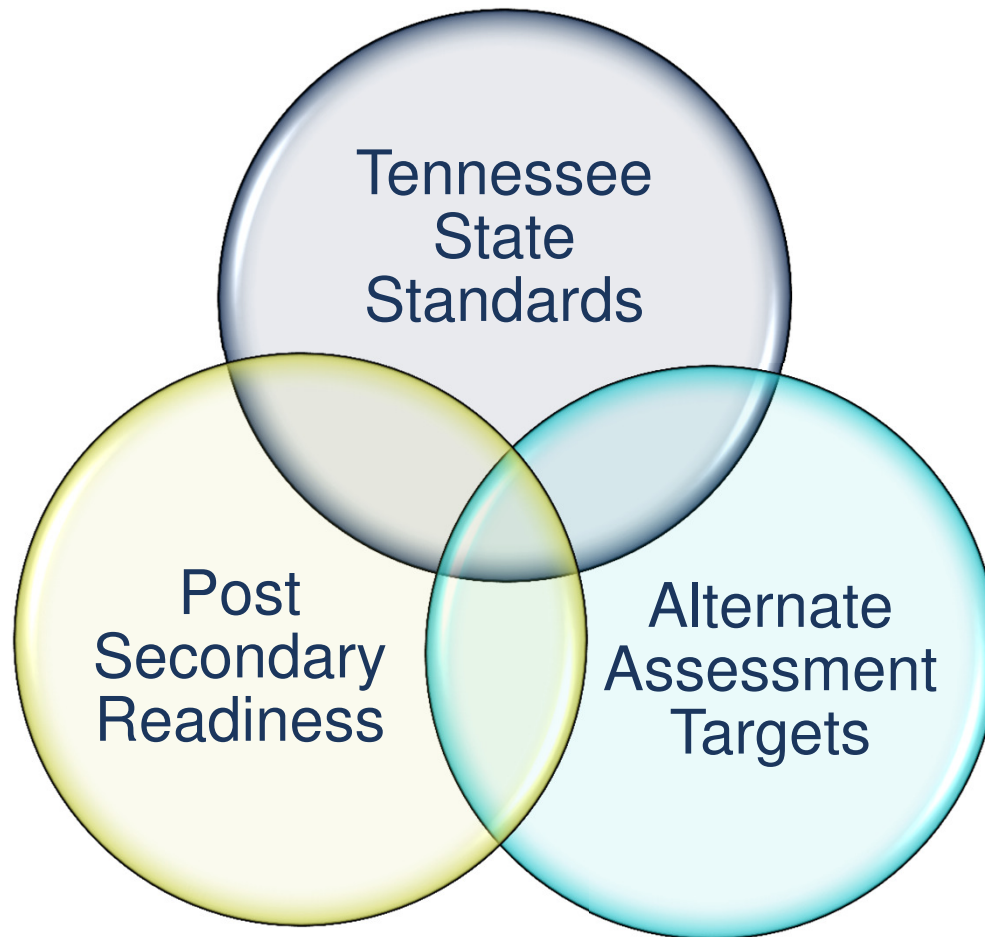 Tennessee
State
Standards
Post
Secondary
Readiness
Alternate
Assessment
Targets